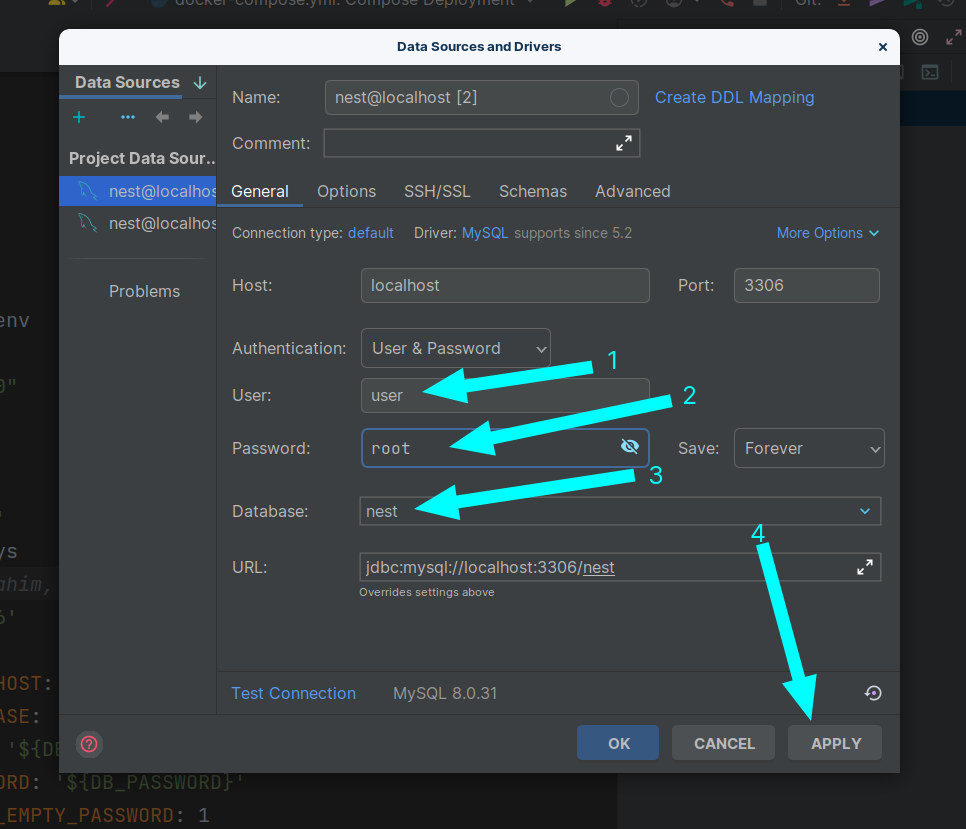 docker-compose.yml: Compose Deployment
Git:
Data Sources and Drivers
Data Sources
Name: nest@localhost [2] Create DDL Mapping
Comment:
Project Data Sour..
nest@localhos
nest@localhos
Problems
General Options SSH/SSL Schemas Advanced
Connection type: default Driver: MySQL supports since 5.2 More Options
Host: localhost Port: 3306
Authentication: User & Password
1
User: user
2
Password: root Save: Forever
3
Database: nest
4
URL: jdbc:mysql://localhost:3306/nest
Overrides settings above
Test Connection MySQL 8.0.31
OK CANCEL APPLY
env
0"
ys
ahim,
6'
HOST:
ASE:
'${DB
ORD: '${DB_PASSWORD}'
_EMPTY_PASSWORD: 1